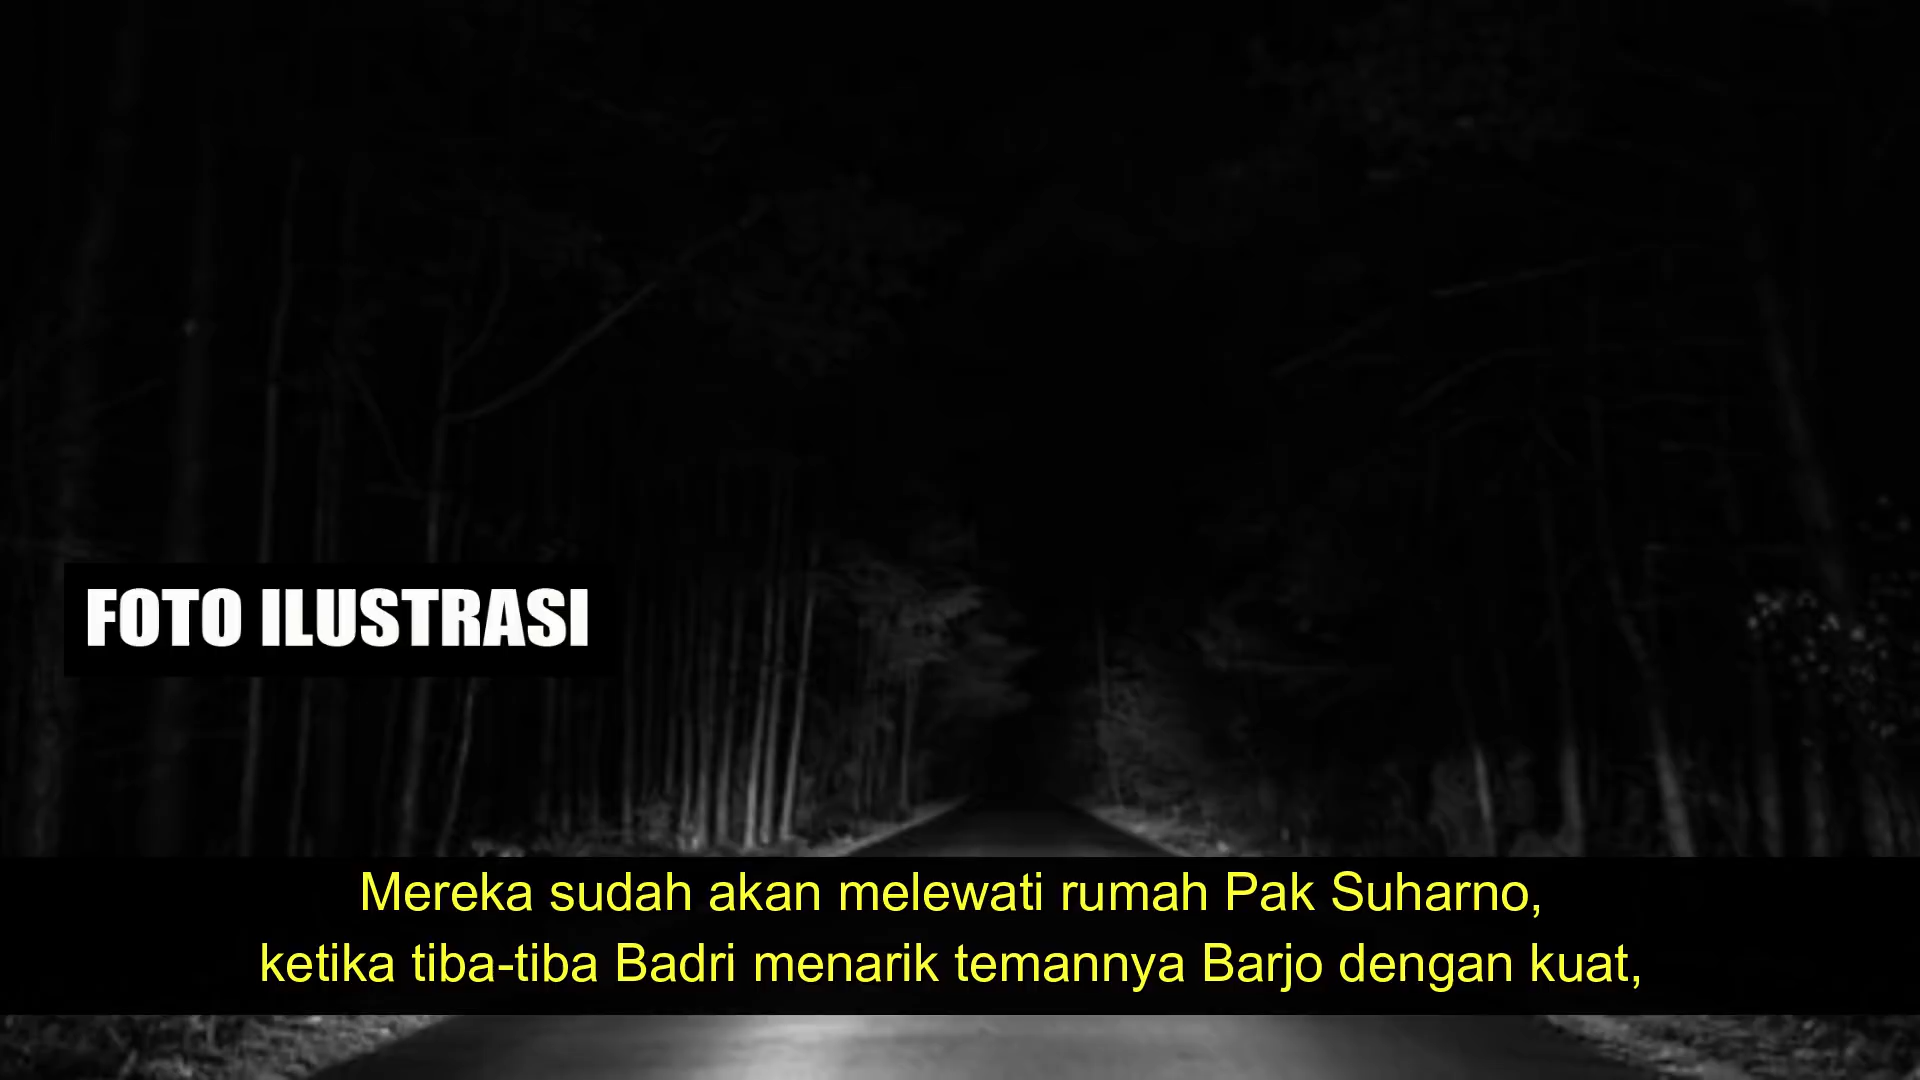 FOTO ILUSTRASI
Mereka sudah akan melewati rumah Pak Suharno,
ketika tiba-tiba Badri menarik temannya Barjo dengan kuat,